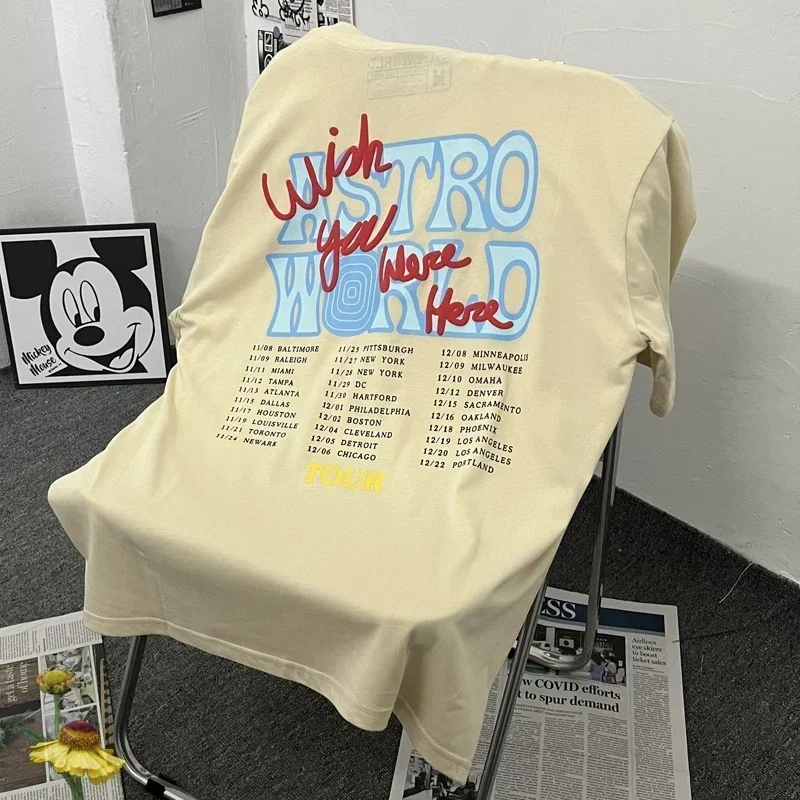 Wish
ASTRO
You
Were
WORLD
Here
11/08 BALTIMORE
11/09 RALEIGH
11/11 MIAMI
11/12 TAMPA
11/13 ATLANTA
11/15 DALLAS
11/17 HOUSTON
11/19 LOUISVILLE
11/21 TORONTO
11/24 NEWARK
11/25 PITTSBURGH
11/27 NEW YORK
11/28 NEW YORK
11/29 DC
11/30 HARTFORD
12/01 PHILADELPHIA
12/02 BOSTON
12/04 CLEVELAND
12/05 DETROIT
12/06 CHICAGO
12/08 MINNEAPOLIS
12/09 MILWAUKEE
12/10 OMAHA
12/12 DENVER
12/15 SACRAMENTO
12/16 OAKLAND
12/18 PHOENIX
12/19 LOS ANGELES
12/20 LOS ANGELES
12/22 PORTLAND
TOUR
Mickey
Mouse
SS
Airlines
eye skiers
to boost
ticket sales
w COVID efforts
t to spur demand
got a taste
of home